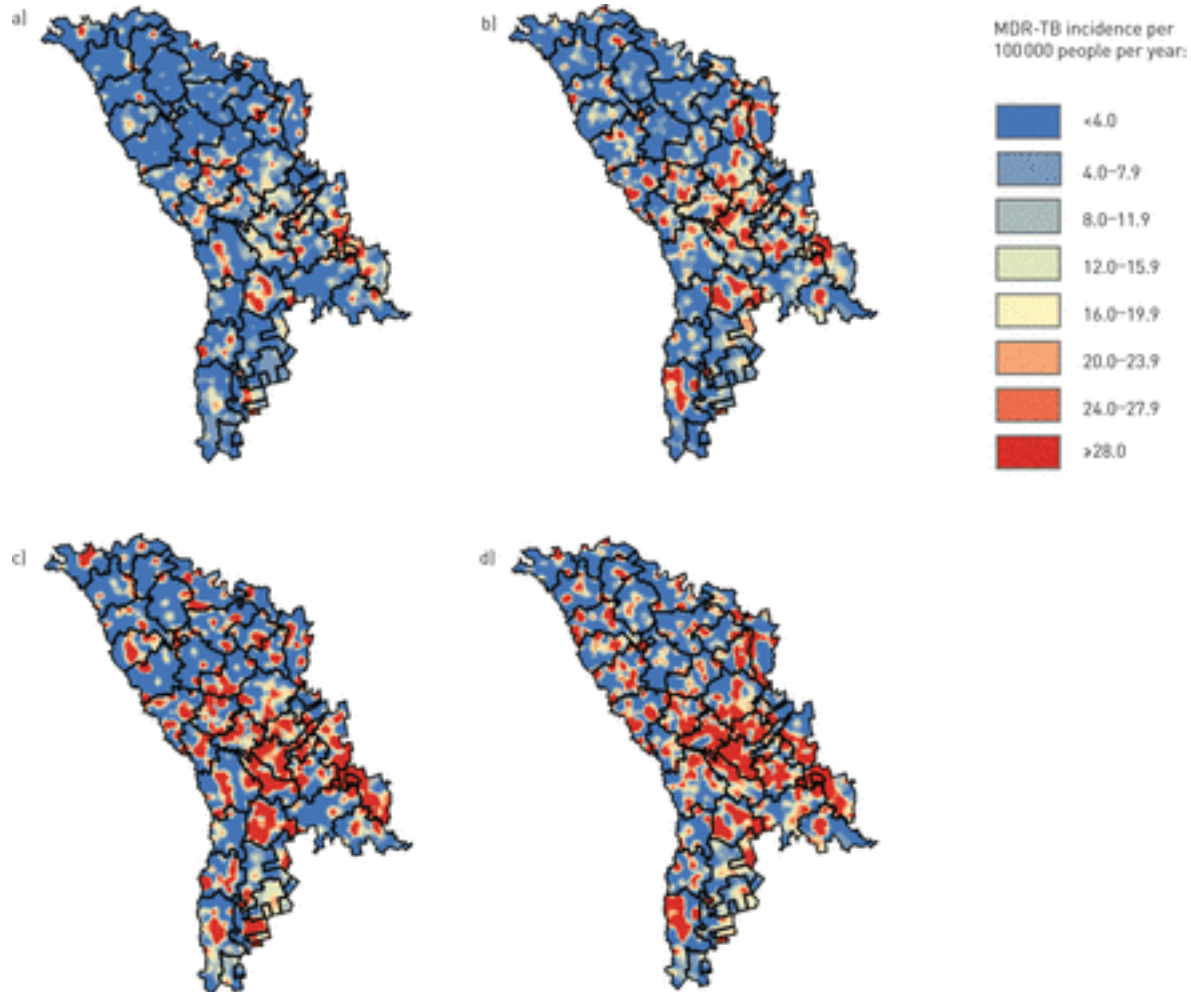 a)
b)
MDR-TB incidence per
100 000 people per year:
<4.0
4.0–7.9
8.0–11.9
12.0–15.9
16.0–19.9
20.0–23.9
24.0–27.9
≥28.0
c)
d)